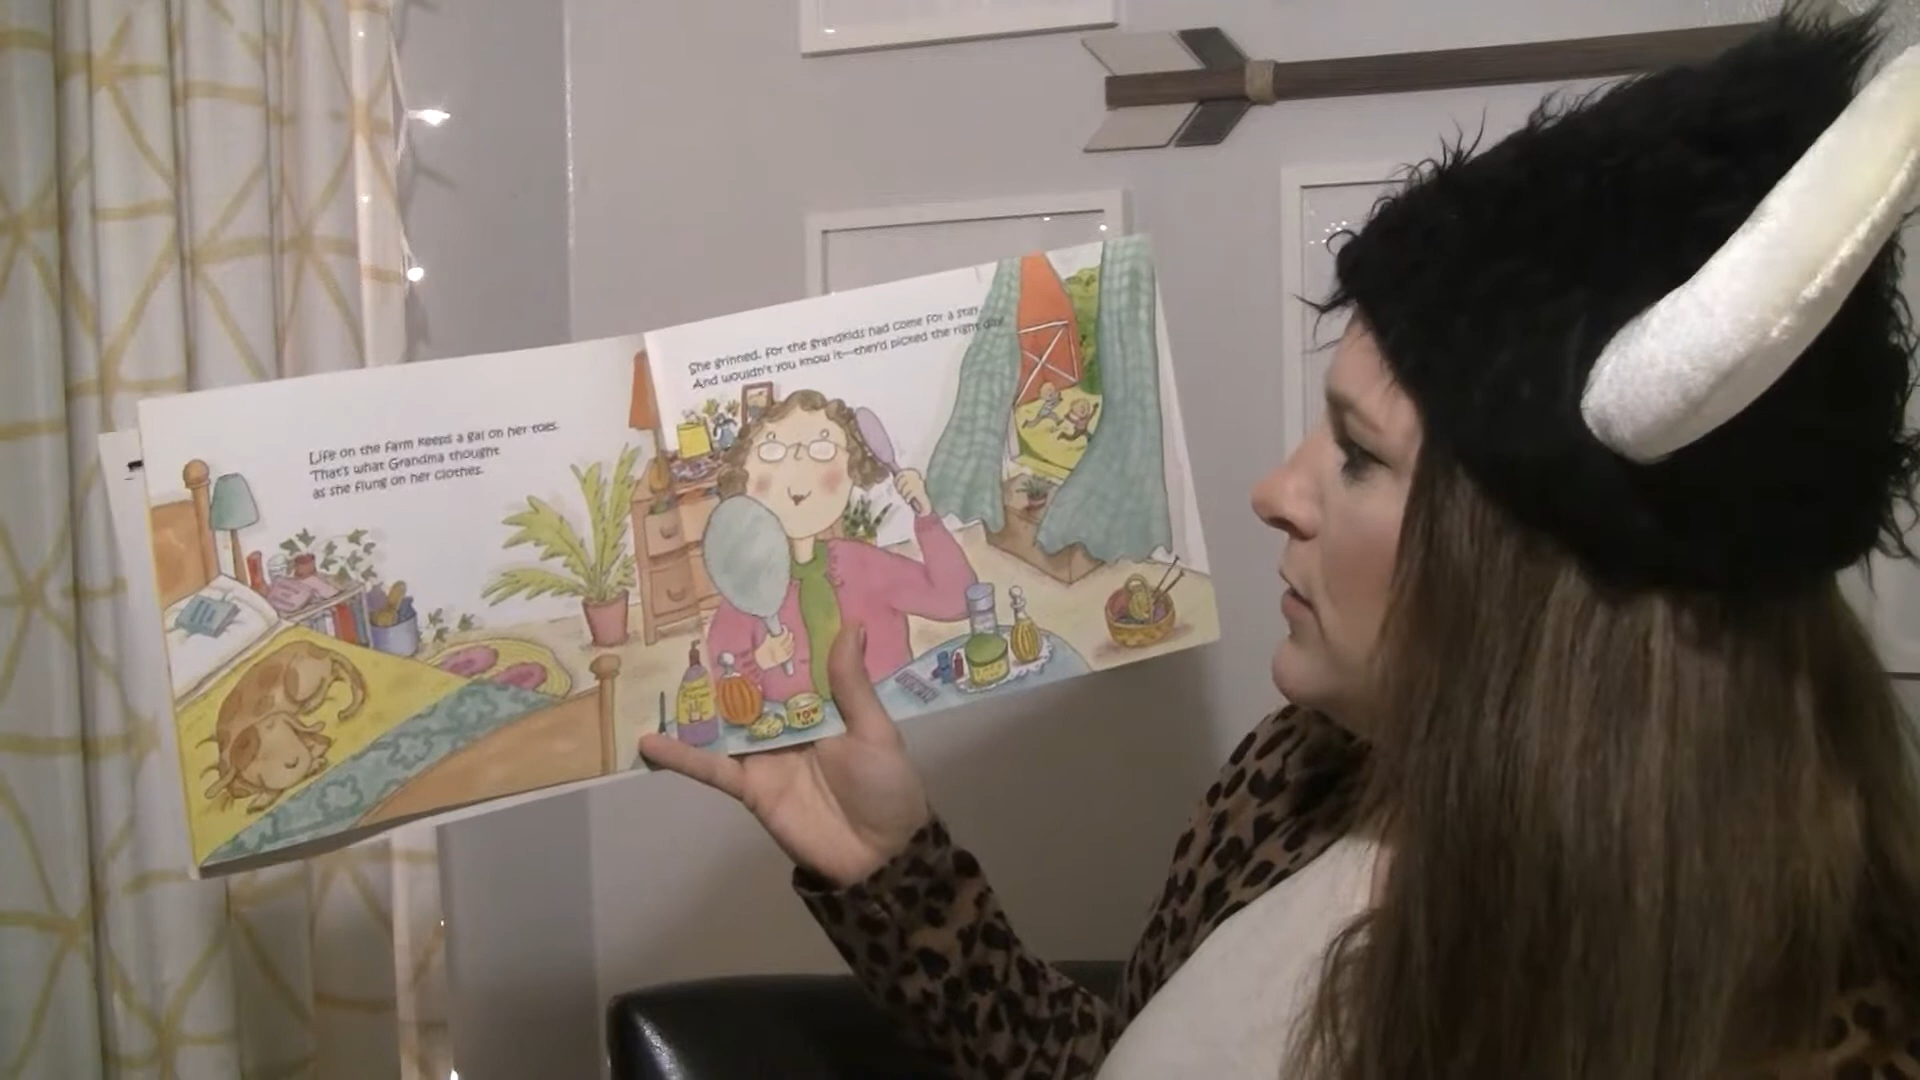 Life on the farm keeps a gal on her toes.
That's what Grandma thought
as she flung on her clothes.
She grinned, for the grandkids had come for a stay.
And wouldn't you know it—they'd picked the right day